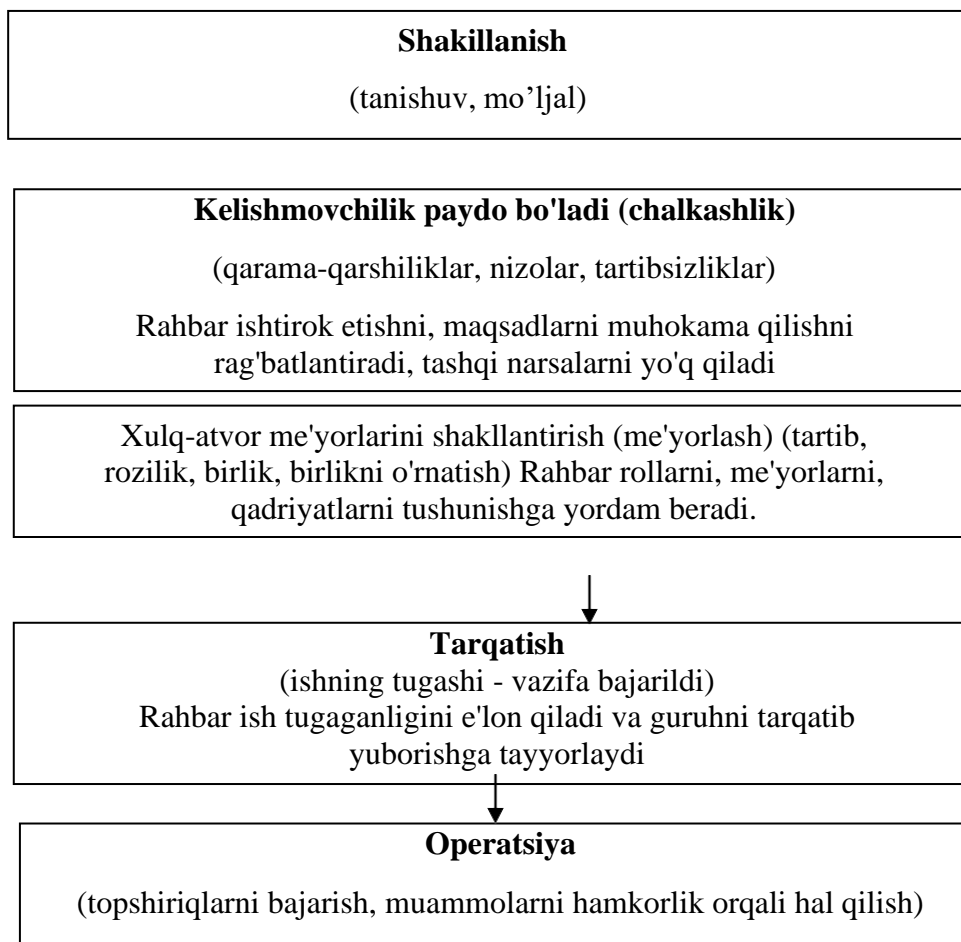 Shakillanish
(tanishuv, mo’ljal)
Kelishmovchilik paydo bo'ladi (chalkashlik)
(qarama-qarshiliklar, nizolar, tartibsizliklar)
Rahbar ishtirok etishni, maqsadlarni muhokama qilishni
rag'batlantiradi, tashqi narsalarni yo'q qiladi
Xulq-atvor me'yorlarini shakllantirish (me'yorlash) (tartib,
rozilik, birlik, birlikni o'rnatish) Rahbar rollarni, me'yorlarni,
qadriyatlarni tushunishga yordam beradi.
Tarqatish
(ishning tugashi - vazifa bajarildi)
Rahbar ish tugaganligini e'lon qiladi va guruhni tarqatib
yuborishga tayyorlaydi
Operatsiya
(topshiriqlarni bajarish, muammolarni hamkorlik orqali hal qilish)